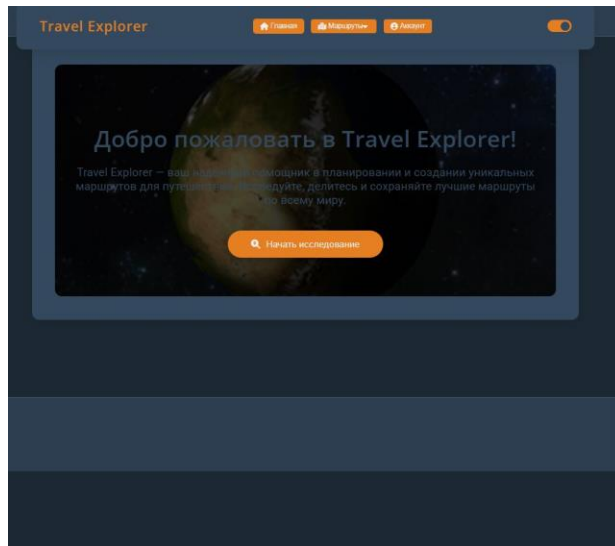 Travel Explorer
Главная
Маршруты
Аккаунт
Добро пожаловать в Travel Explorer!
Travel Explorer — ваш надежный помощник в планировании и создании уникальных
маршрутов для путешествий. Исследуйте, делитесь и сохраняйте лучшие маршруты
по всему миру.
Начать исследование